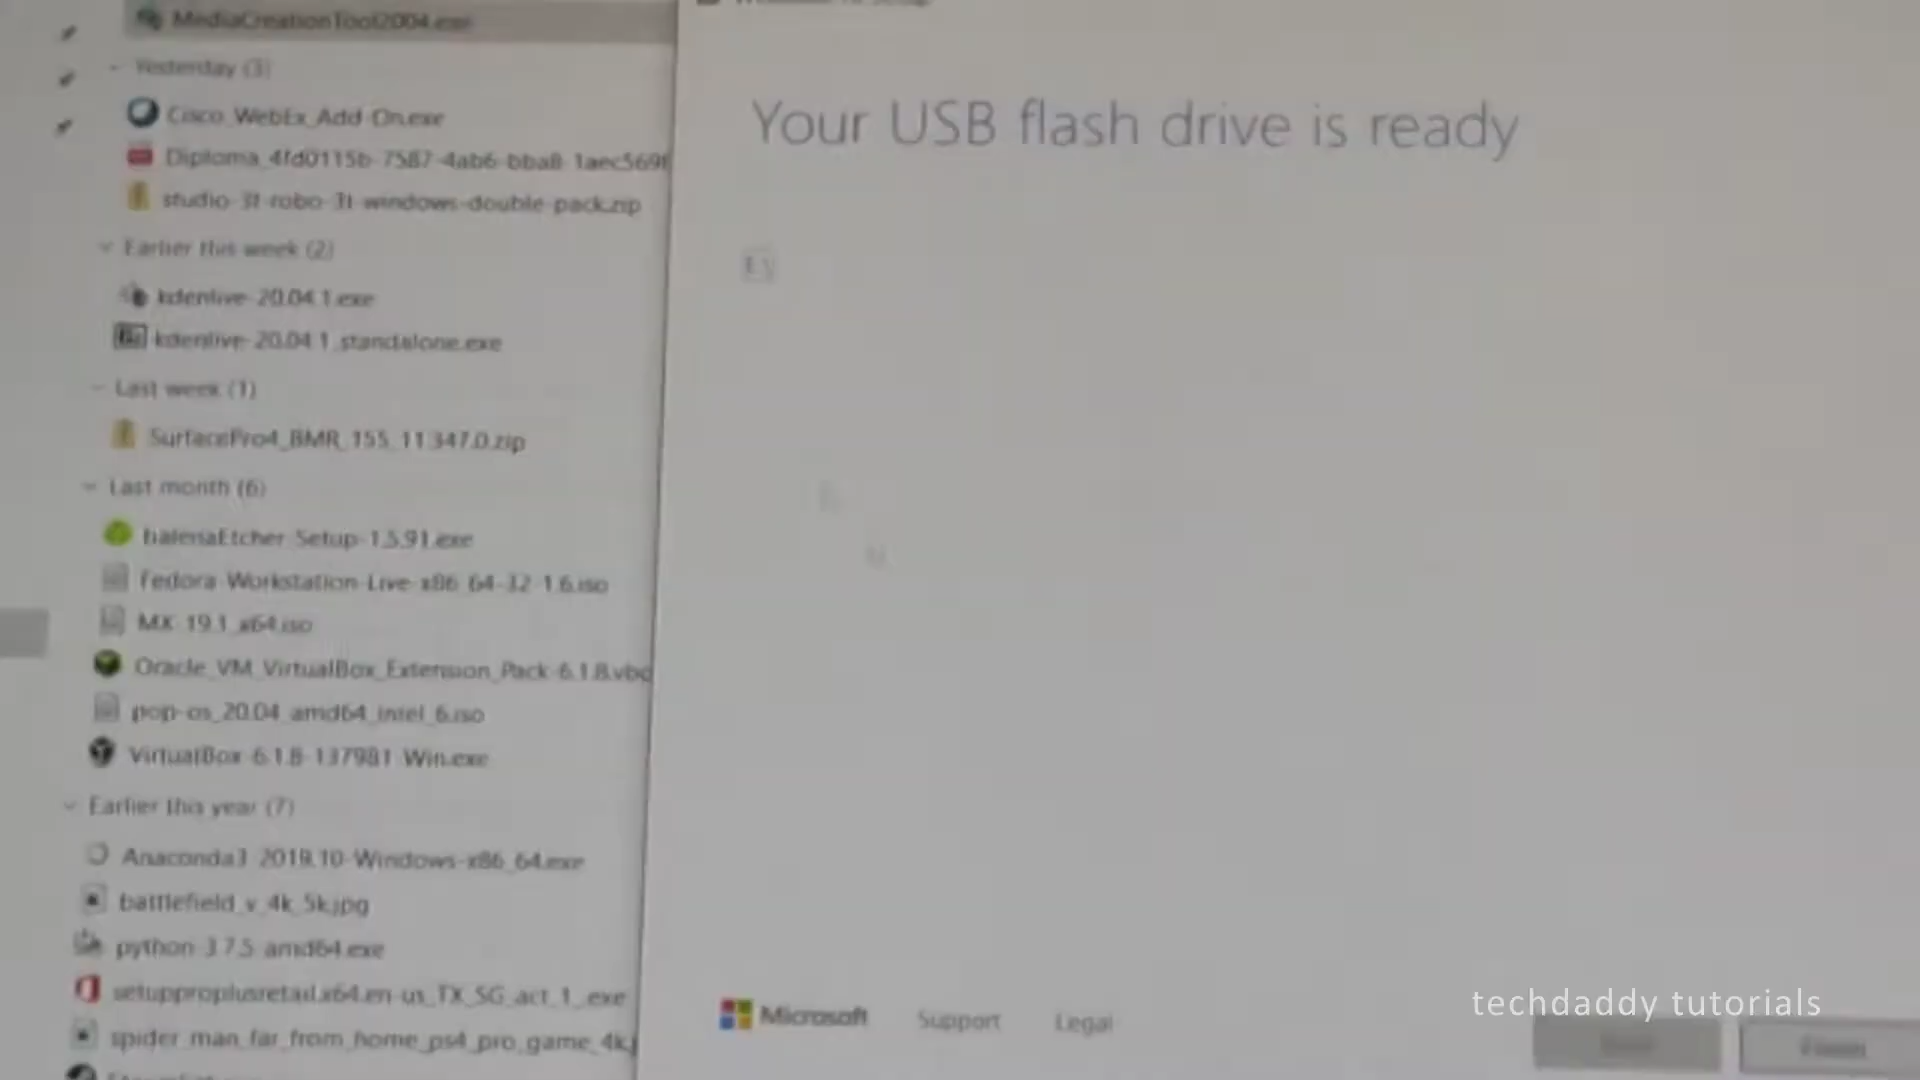 MediaCreationTool2004.exe
Yesterday (3)
Cisco_WebEx_Add-On.exe
Diploma_4fd0115b-7587-4ab6-bba8-1aec569f
studio-3t-robo-3t-windows-double-pack.zip
Earlier this week (2)
kdenlive-20.04.1.exe
kdenlive-20.04.1_standalone.exe
Last week (1)
SurfacePro4_BMR_155_11.347.0.zip
Last month (6)
balenaEtcher-Setup-1.5.91.exe
Fedora-Workstation-Live-x86_64-32-1.6.iso
MX-19.1_x64.iso
Oracle_VM_VirtualBox_Extension_Pack-6.1.8.vbo
pop-os_20.04_amd64_intel_6.iso
VirtualBox-6.1.8-137981-Win.exe
Earlier this year (7)
Anaconda3-2019.10-Windows-x86_64.exe
battlefield_v_4k_5k.jpg
python-3.7.5-amd64.exe
setupproplusretail.x64.en-us_TX_SG_act_1_.exe
spider_man_far_from_home_ps4_pro_game_4k.j
Your USB flash drive is ready
Microsoft Support Legal
techdaddy tutorials
Finish